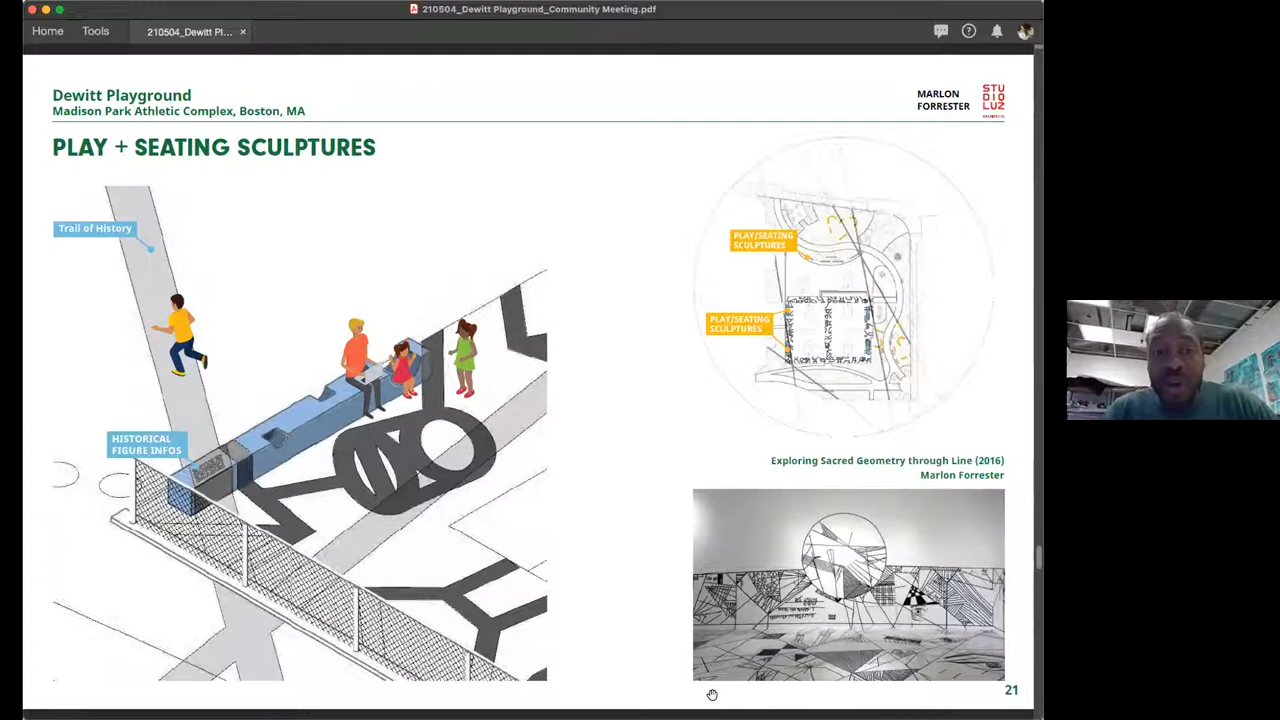 210504_Dewitt Playground_Community Meeting.pdf
Home
Tools
210504_Dewitt Pl...
Dewitt Playground
Madison Park Athletic Complex, Boston, MA
MARLON
FORRESTER
STU
DIO
LUZ
ARCHITECTS
PLAY + SEATING SCULPTURES
Trail of History
HISTORICAL
FIGURE INFOS
PLAY/SEATING
SCULPTURES
PLAY/SEATING
SCULPTURES
Exploring Sacred Geometry through Line (2016)
Marlon Forrester
21